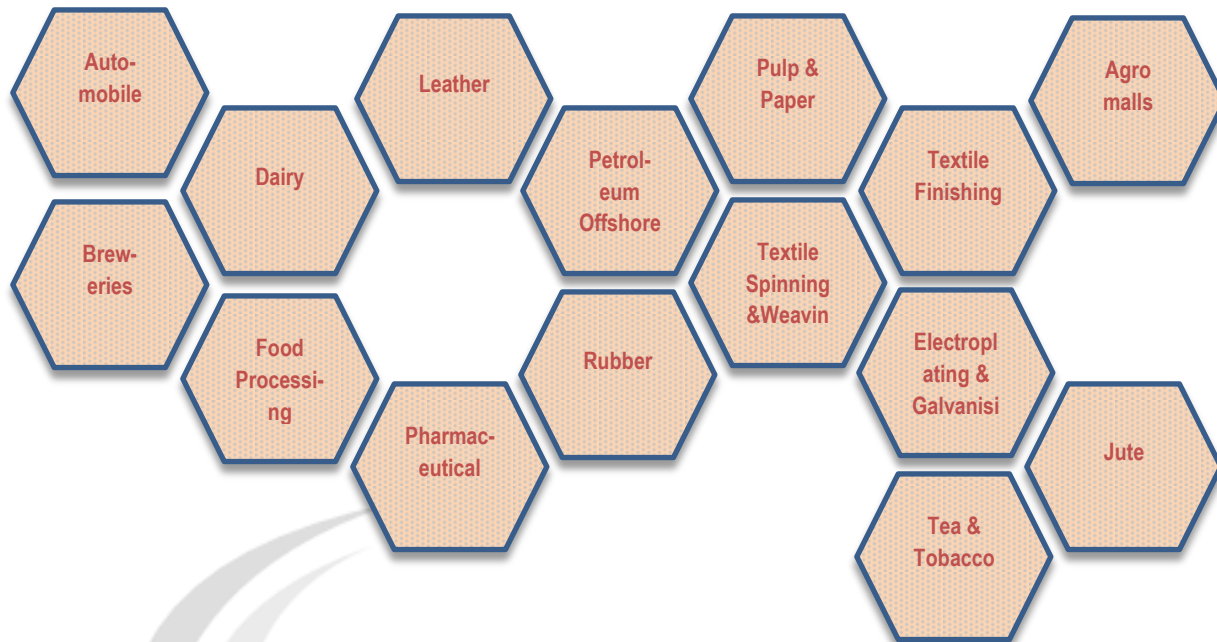 Auto-
mobile
Leather
Pulp &
Paper
Agro
malls
Dairy
Petrol-
eum
Offshore
Textile
Finishing
Brew-
eries
Textile
Spinning
&Weavin
Food
Processi-
ng
Rubber
Electropl
ating &
Galvanisi
Pharmac-
eutical
Jute
Tea &
Tobacco